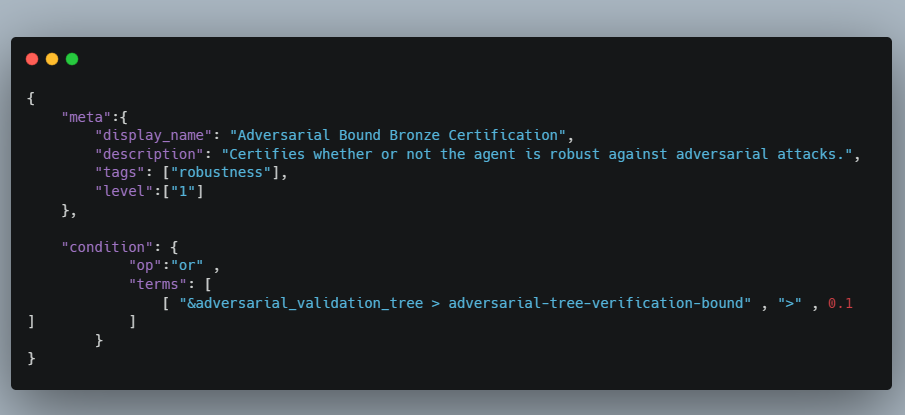 {
    "meta":{
        "display_name": "Adversarial Bound Bronze Certification",
        "description": "Certifies whether or not the agent is robust against adversarial attacks.",
        "tags": ["robustness"],
        "level":["1"]
    },
    "condition": {
            "op":"or" ,
            "terms": [
                [ "&adversarial_validation_tree > adversarial-tree-verification-bound" , ">" , 0.1
]           ]
        }
}